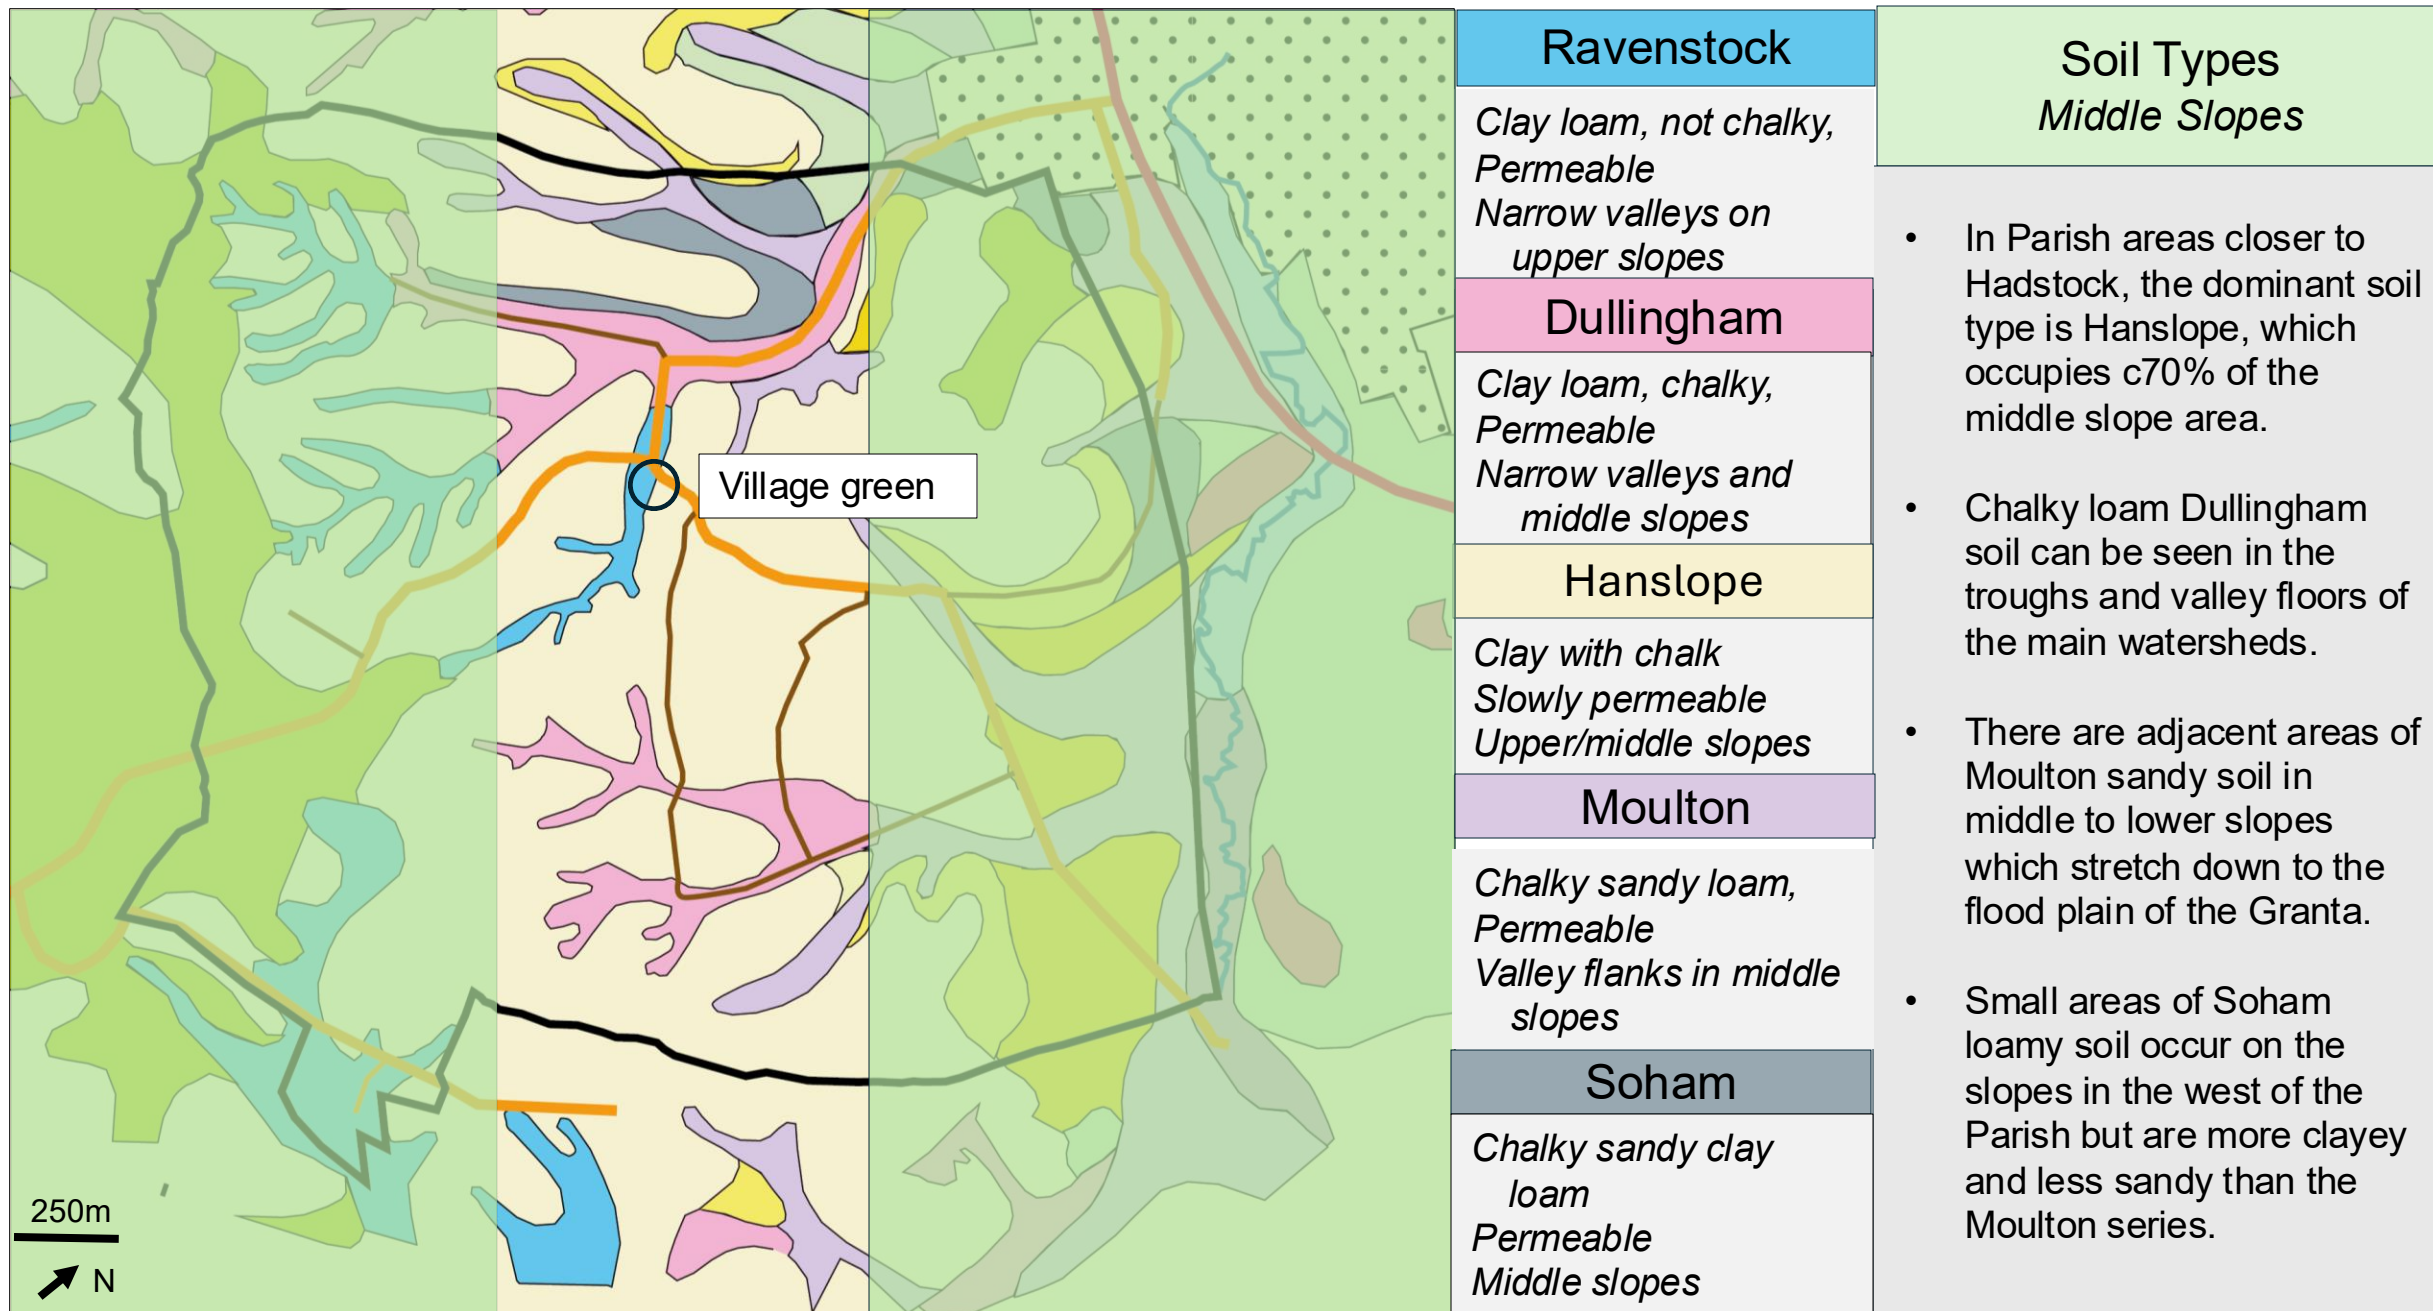 Village green
250m
N
Ravenstock
Clay loam, not chalky,
Permeable
Narrow valleys on
upper slopes
Dullingham
Clay loam, chalky,
Permeable
Narrow valleys and
middle slopes
Hanslope
Clay with chalk
Slowly permeable
Upper/middle slopes
Moulton
Chalky sandy loam,
Permeable
Valley flanks in middle
slopes
Soham
Chalky sandy clay
loam
Permeable
Middle slopes
Soil Types
Middle Slopes
• In Parish areas closer to
Hadstock, the dominant soil
type is Hanslope, which
occupies c70% of the
middle slope area.
• Chalky loam Dullingham
soil can be seen in the
troughs and valley floors of
the main watersheds.
• There are adjacent areas of
Moulton sandy soil in
middle to lower slopes
which stretch down to the
flood plain of the Granta.
• Small areas of Soham
loamy soil occur on the
slopes in the west of the
Parish but are more clayey
and less sandy than the
Moulton series.